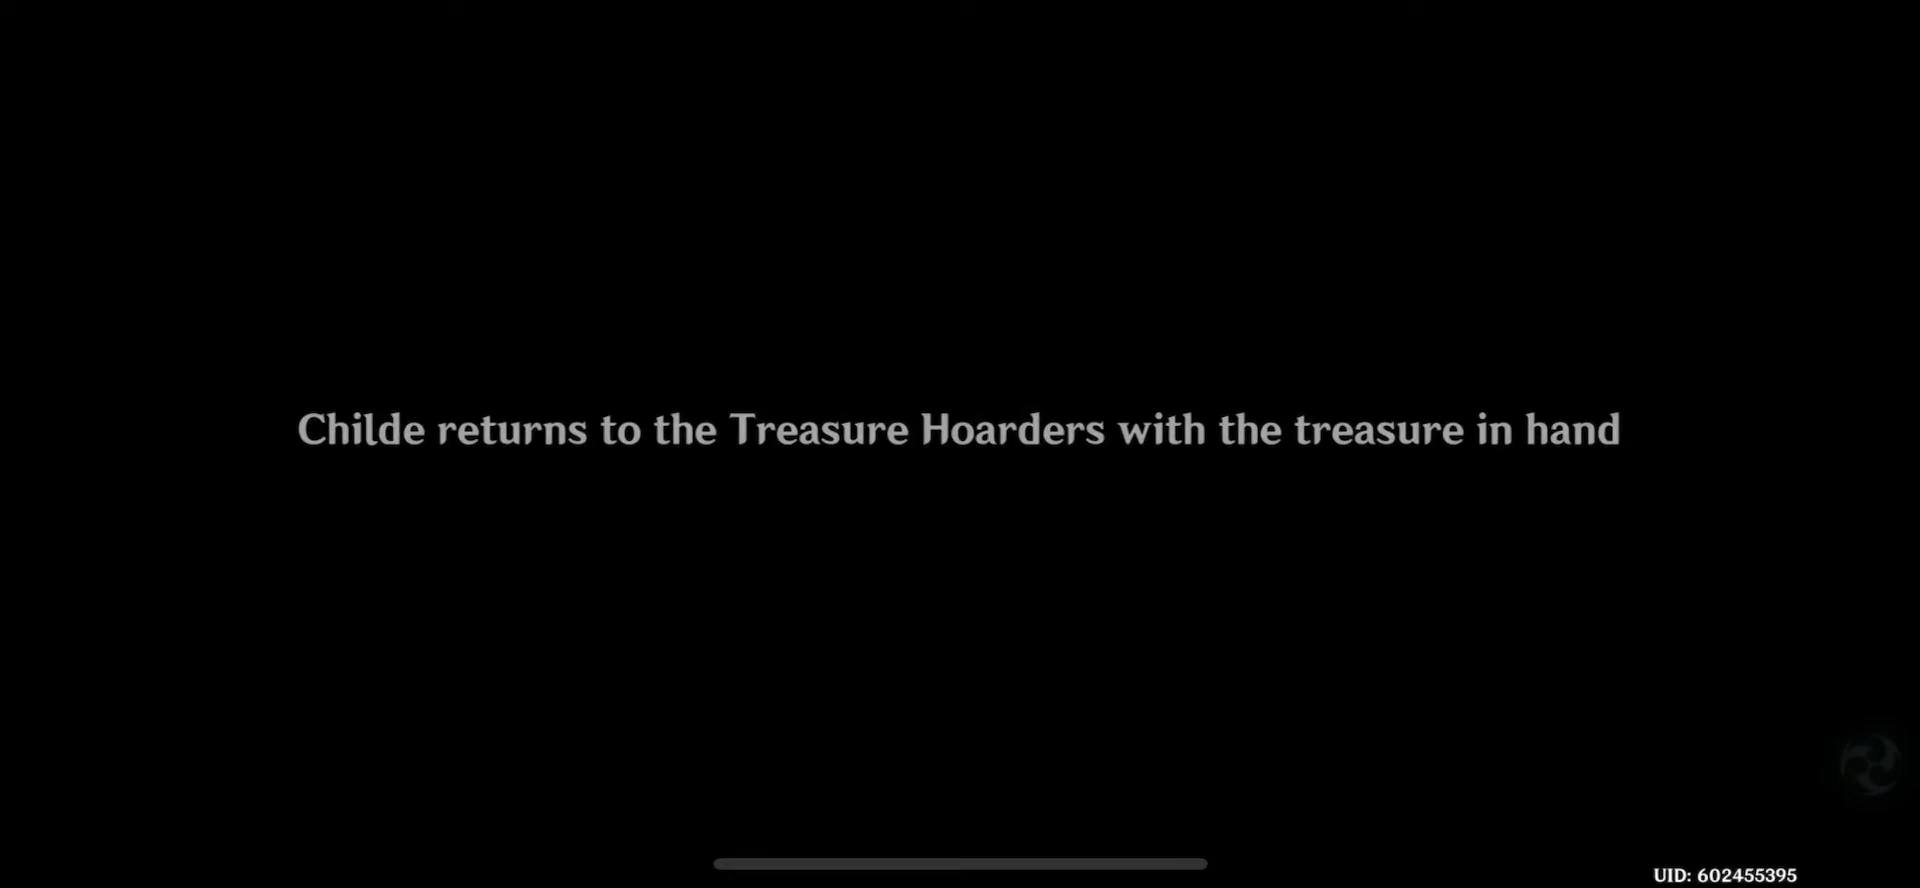 Childe returns to the Treasure Hoarders with the treasure in hand
UID: 602455395